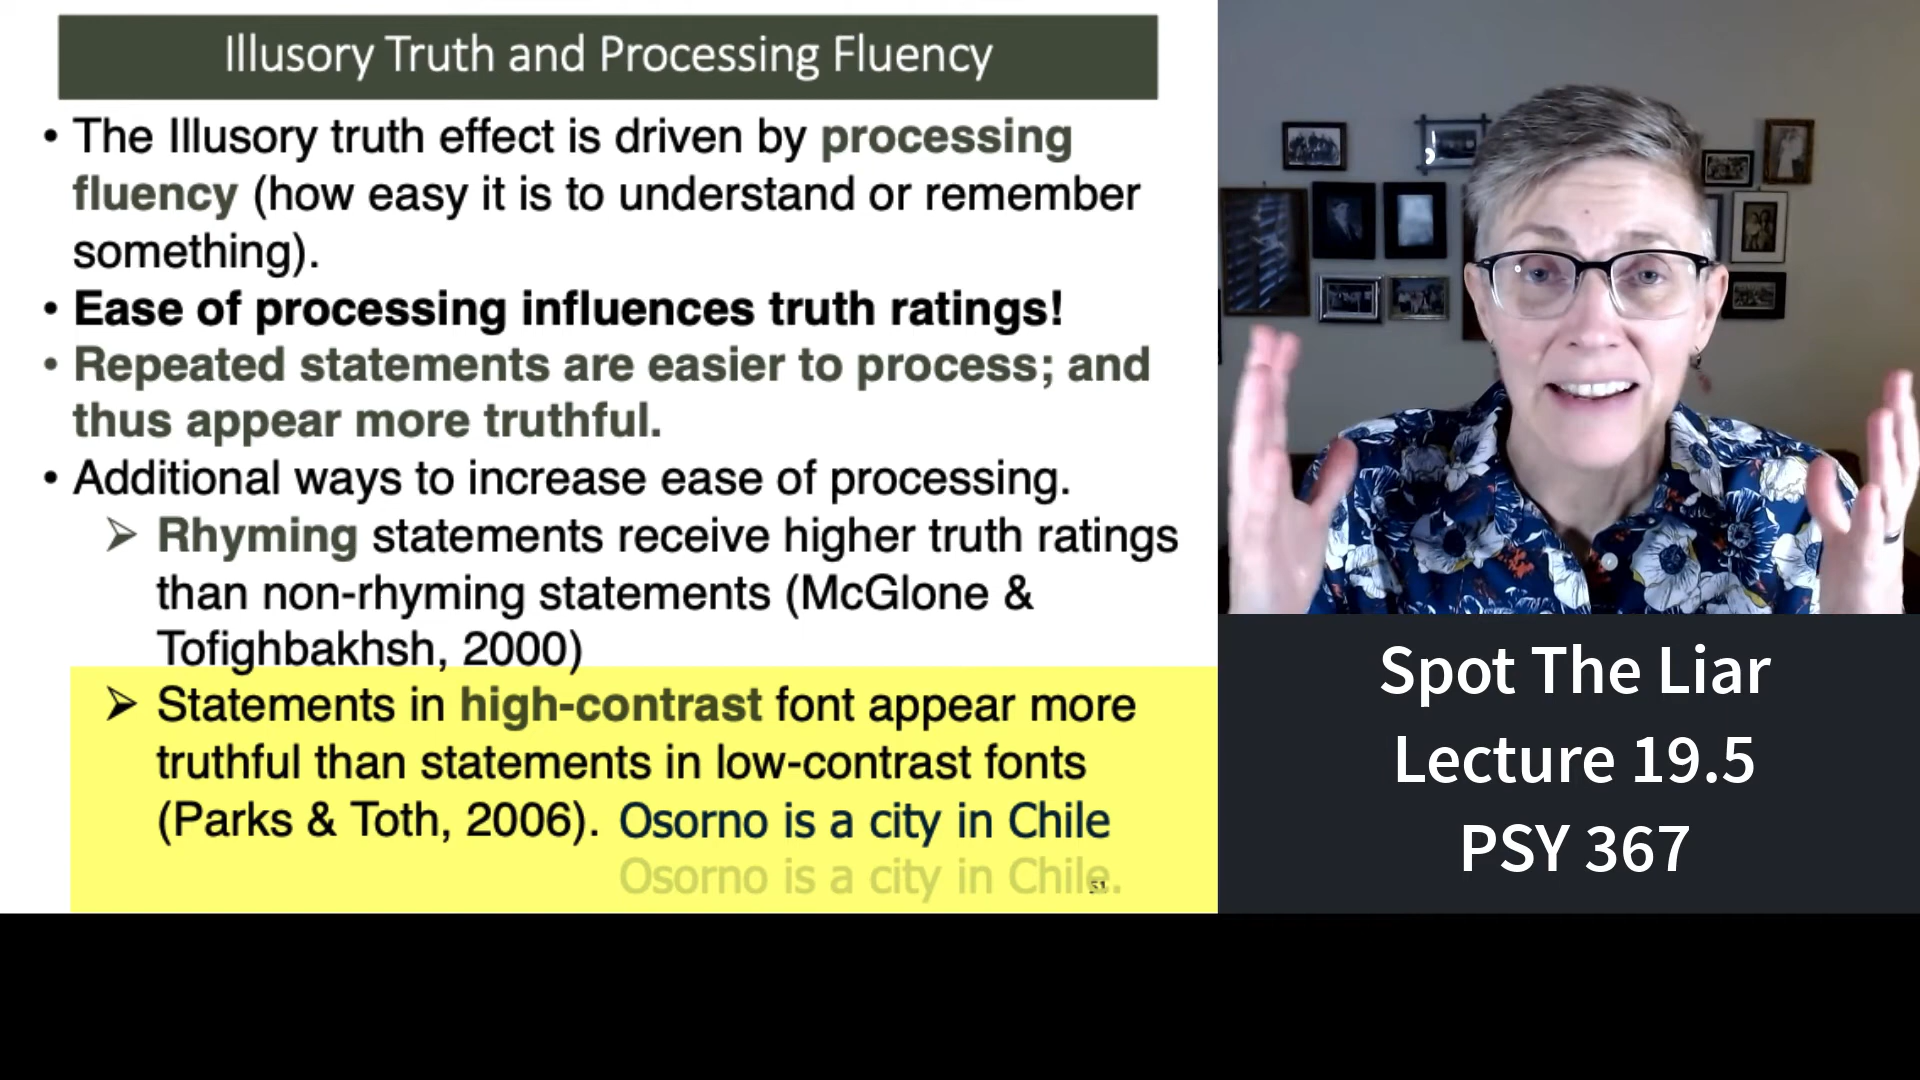 Illusory Truth and Processing Fluency
• The Illusory truth effect is driven by processing
fluency (how easy it is to understand or remember
something).
• Ease of processing influences truth ratings!
• Repeated statements are easier to process; and
thus appear more truthful.
• Additional ways to increase ease of processing.
➢ Rhyming statements receive higher truth ratings
than non-rhyming statements (McGlone &
Tofighbakhsh, 2000)
➢ Statements in high-contrast font appear more
truthful than statements in low-contrast fonts
(Parks & Toth, 2006). Osorno is a city in Chile
Osorno is a city in Chile.
51
Spot The Liar
Lecture 19.5
PSY 367